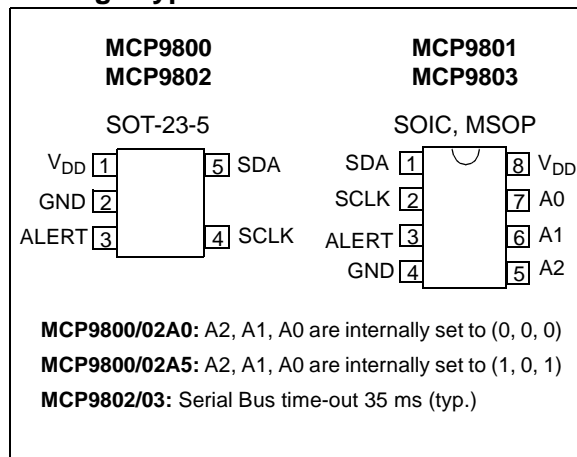 MCP9800
MCP9802
SOT-23-5
VDD 1
GND 2
ALERT 3
5 SDA
4 SCLK
MCP9801
MCP9803
SOIC, MSOP
SDA 1
SCLK 2
ALERT 3
GND 4
8 VDD
7 A0
6 A1
5 A2
MCP9800/02A0: A2, A1, A0 are internally set to (0, 0, 0)
MCP9800/02A5: A2, A1, A0 are internally set to (1, 0, 1)
MCP9802/03: Serial Bus time-out 35 ms (typ.)